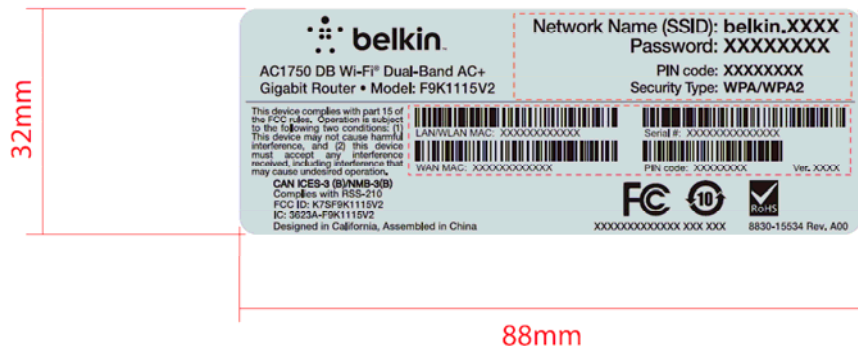 belkin
AC1750 DB Wi-Fi® Dual-Band AC+
Gigabit Router • Model: F9K1115V2
Network Name (SSID): belkin.XXXX
Password: XXXXXXXX
PIN code: XXXXXXXX
Security Type: WPA/WPA2
This device complies with part 15 of
the FCC rules. Operation is subject
to the following two conditions: (1)
This device may not cause harmful
interference, and (2) this device
must accept any interference
received, including interference that
may cause undesired operation.
LAN/WLAN MAC: XXXXXXXXXXXX
Serial #: XXXXXXXXXXXXXX
WAN MAC: XXXXXXXXXXXX
PIN code: XXXXXXXX
Ver. XXXX
CAN ICES-3 (B)/NMB-3(B)
Complies with RSS-210
FCC ID: K7SF9K1115V2
IC: 3623A-F9K1115V2
Designed in California, Assembled in China
FC
10
RoHS
XXXXXXXXXXXXX XXX XXX
8830-15534 Rev. A00
32mm
88mm